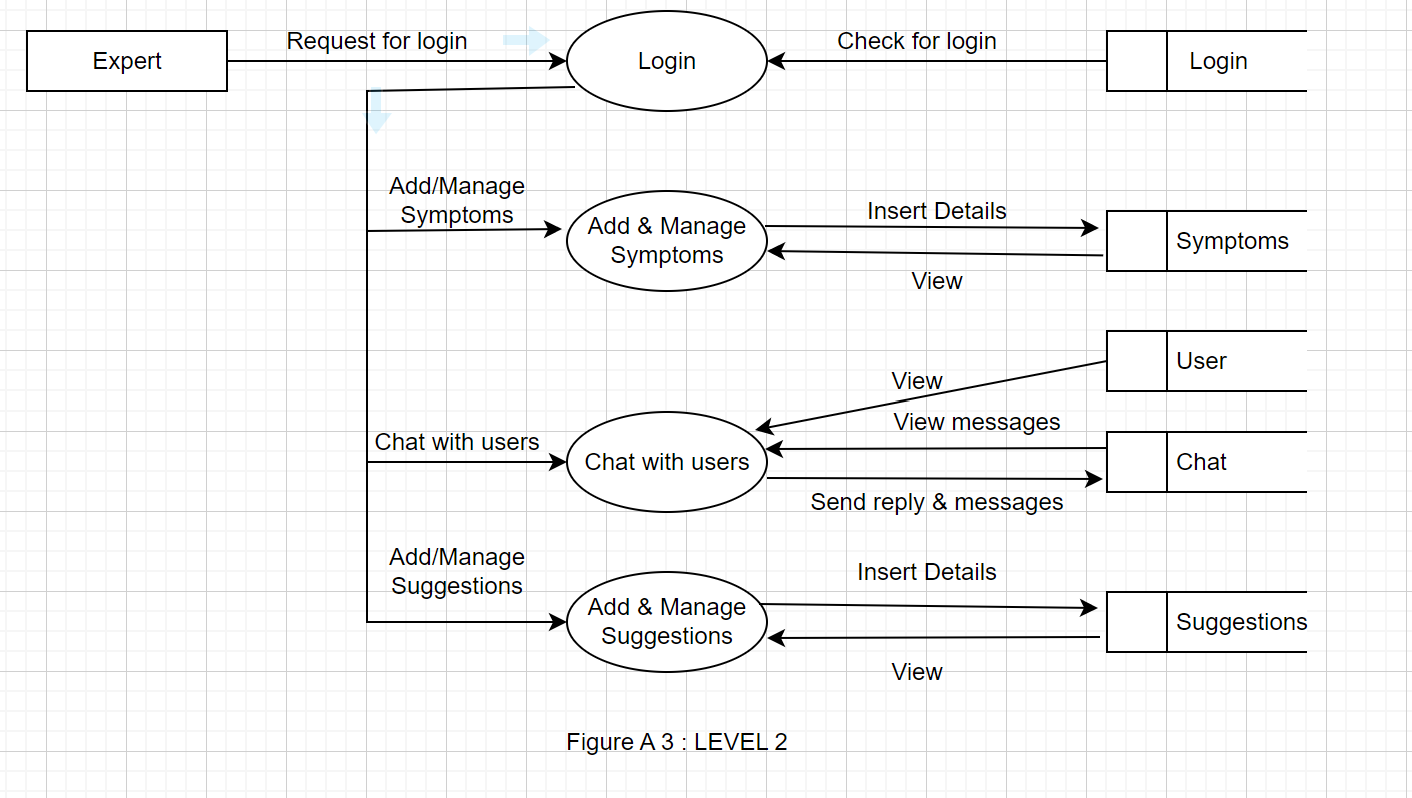 Expert
Request for login
Login
Check for login
Login
Add/Manage
Symptoms
Add & Manage
Symptoms
Insert Details
View
Symptoms
User
View
View messages
Chat with users
Chat with users
Chat
Send reply & messages
Add/Manage
Suggestions
Add & Manage
Suggestions
Insert Details
View
Suggestions
Figure A 3 : LEVEL 2